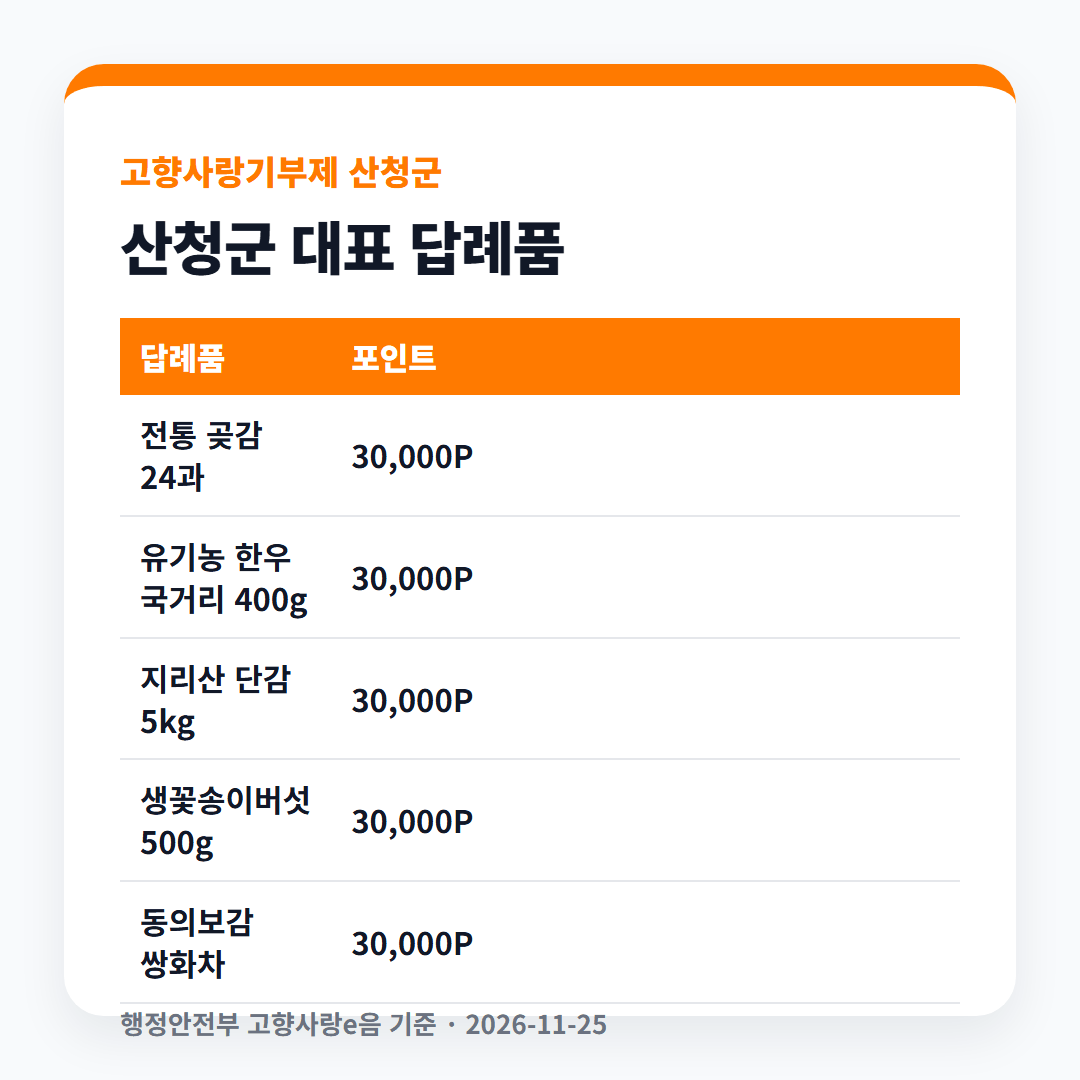 고향사랑기부제 산청군
산청군 대표 답례품
답례품 포인트
전통 곶감
24과
30,000P
유기농 한우
국거리 400g
30,000P
지리산 단감
5kg
30,000P
생꽃송이버섯
500g
30,000P
동의보감
쌍화차
30,000P
행정안전부 고향사랑e음 기준 · 2026-11-25